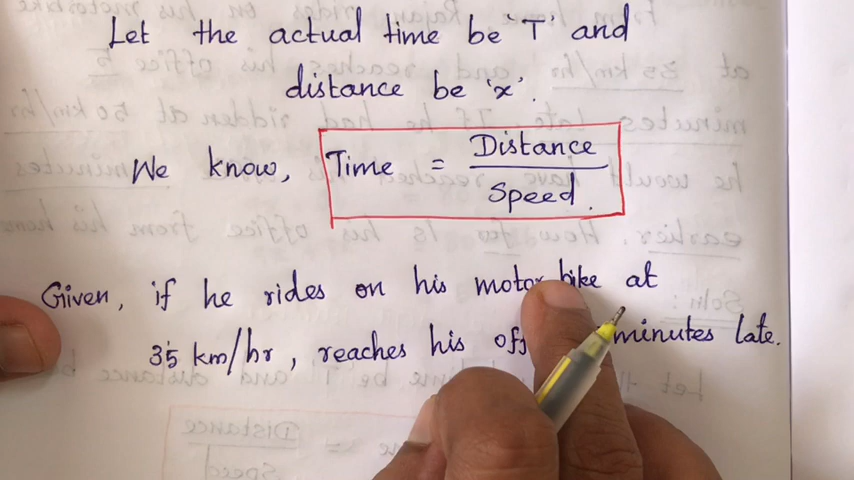 Let the actual time be 'T' and
distance be 'x'.
We know, Time = Distance / Speed.
Given, if he rides on his motor bike at
35 km/hr, reaches his off minutes late.